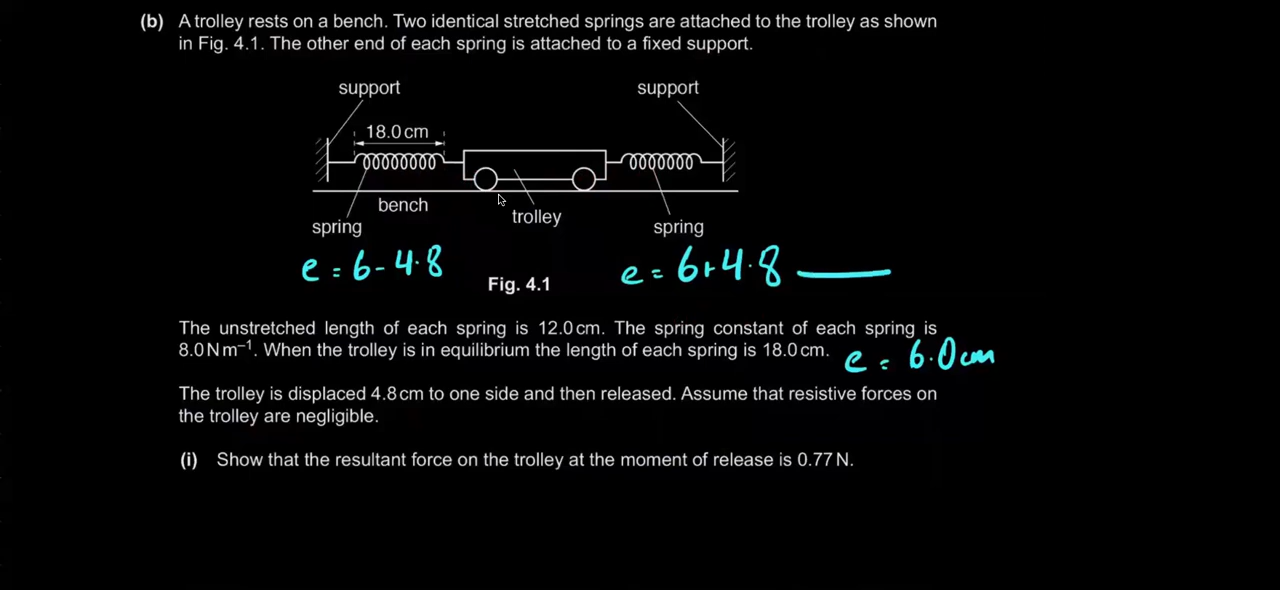 (b) A trolley rests on a bench. Two identical stretched springs are attached to the trolley as shown
in Fig. 4.1. The other end of each spring is attached to a fixed support.
support
support
18.0 cm
bench
trolley
spring
spring
e = 6 - 4.8
e = 6+4.8
Fig. 4.1
The unstretched length of each spring is 12.0 cm. The spring constant of each spring is
8.0 N m⁻¹. When the trolley is in equilibrium the length of each spring is 18.0 cm.
e = 6.0 cm
The trolley is displaced 4.8 cm to one side and then released. Assume that resistive forces on
the trolley are negligible.
(i) Show that the resultant force on the trolley at the moment of release is 0.77 N.